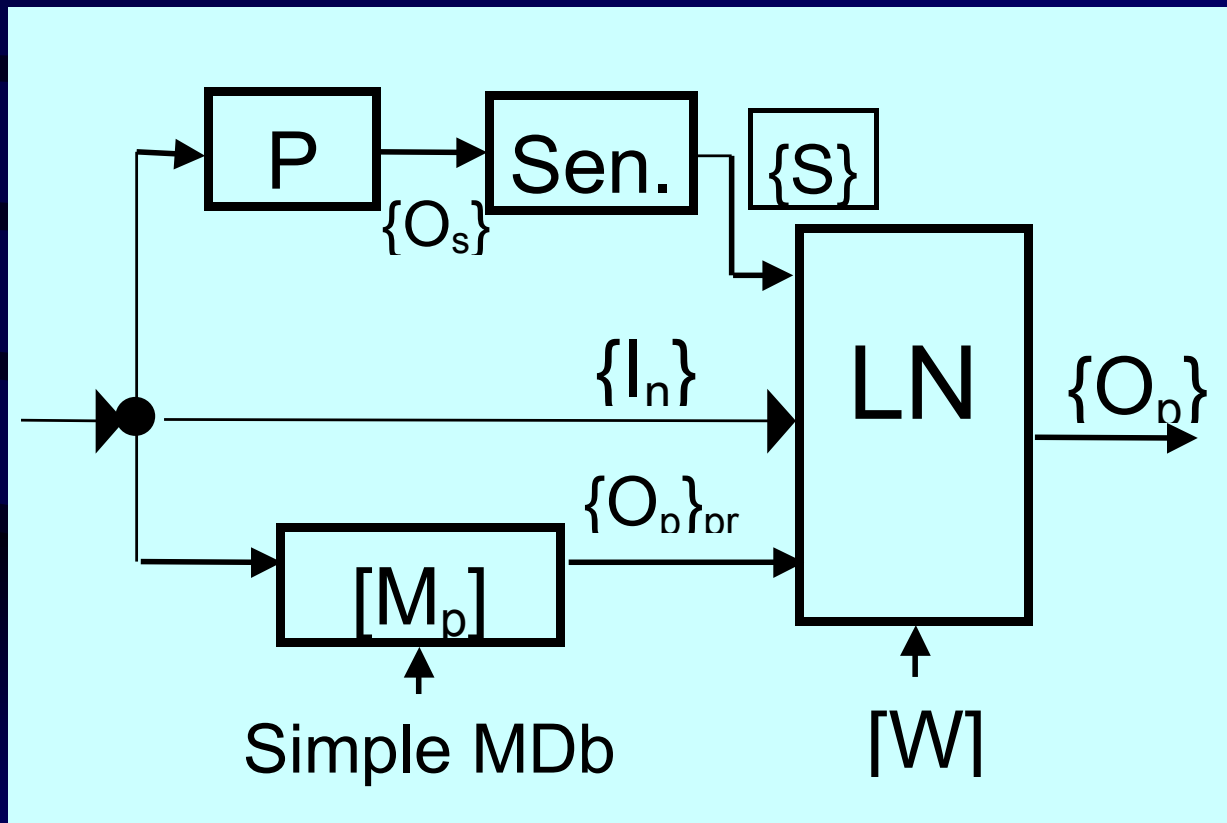 P
Sen.
{S}
{Oₛ}
{Iₙ}
LN
{Oₚ}
{Oₚ}ₚᵣ
[Mₚ]
Simple MDb
[W]